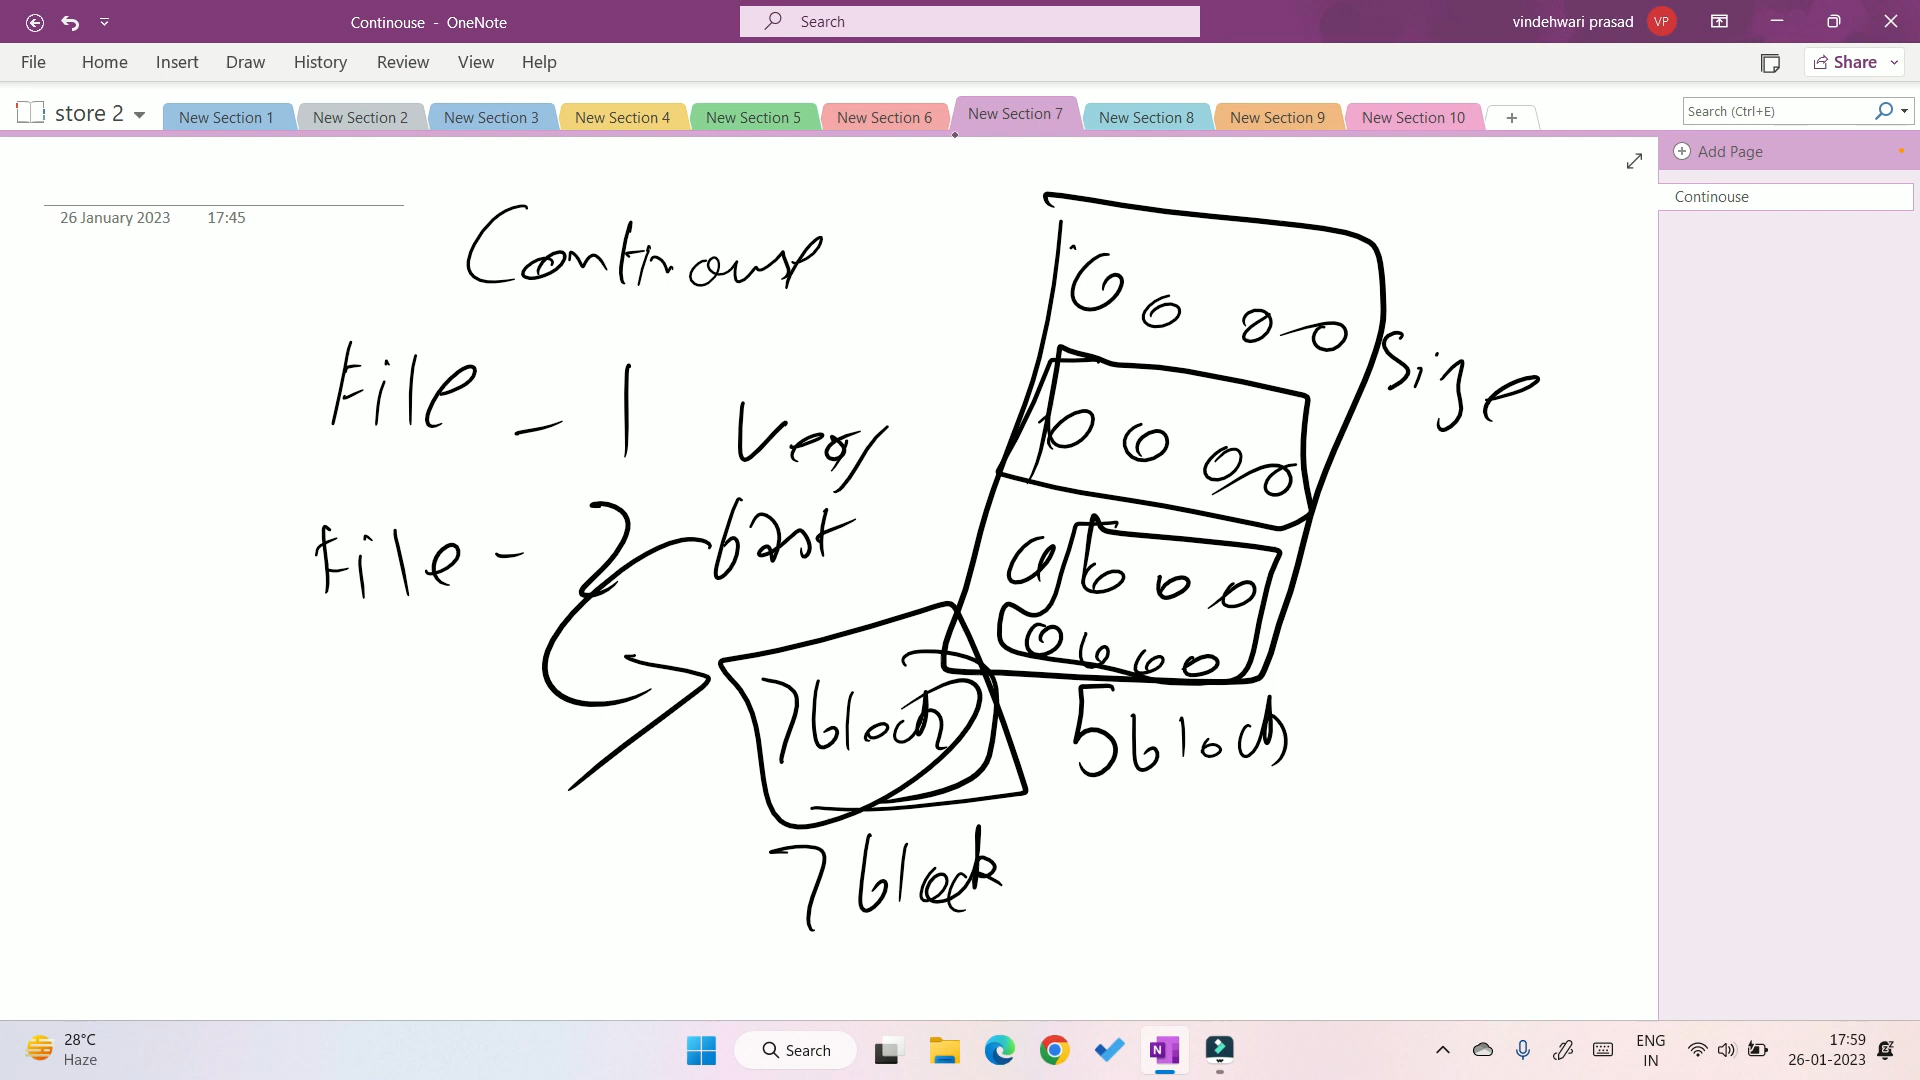 Continouse - OneNote
Search
vindehwari prasad
VP
File Home Insert Draw History Review View Help
Share
store 2
New Section 1
New Section 2
New Section 3
New Section 4
New Section 5
New Section 6
New Section 7
New Section 8
New Section 9
New Section 10
+
Search (Ctrl+E)
Add Page
Continouse
26 January 2023 17:45
Continouse
File - 1
Very
fast
File - 2
Size
7 block
5 block
7 block
28°C
Haze
Search
ENG
IN
17:59
26-01-2023